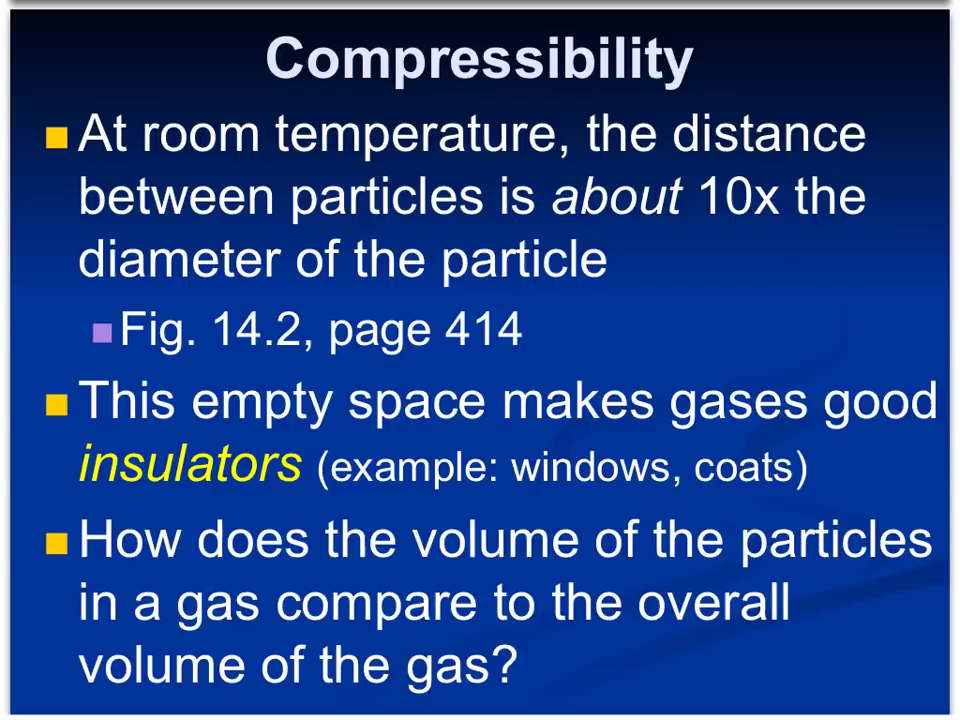 Compressibility
At room temperature, the distance
between particles is about 10x the
diameter of the particle
Fig. 14.2, page 414
This empty space makes gases good
insulators (example: windows, coats)
How does the volume of the particles
in a gas compare to the overall
volume of the gas?